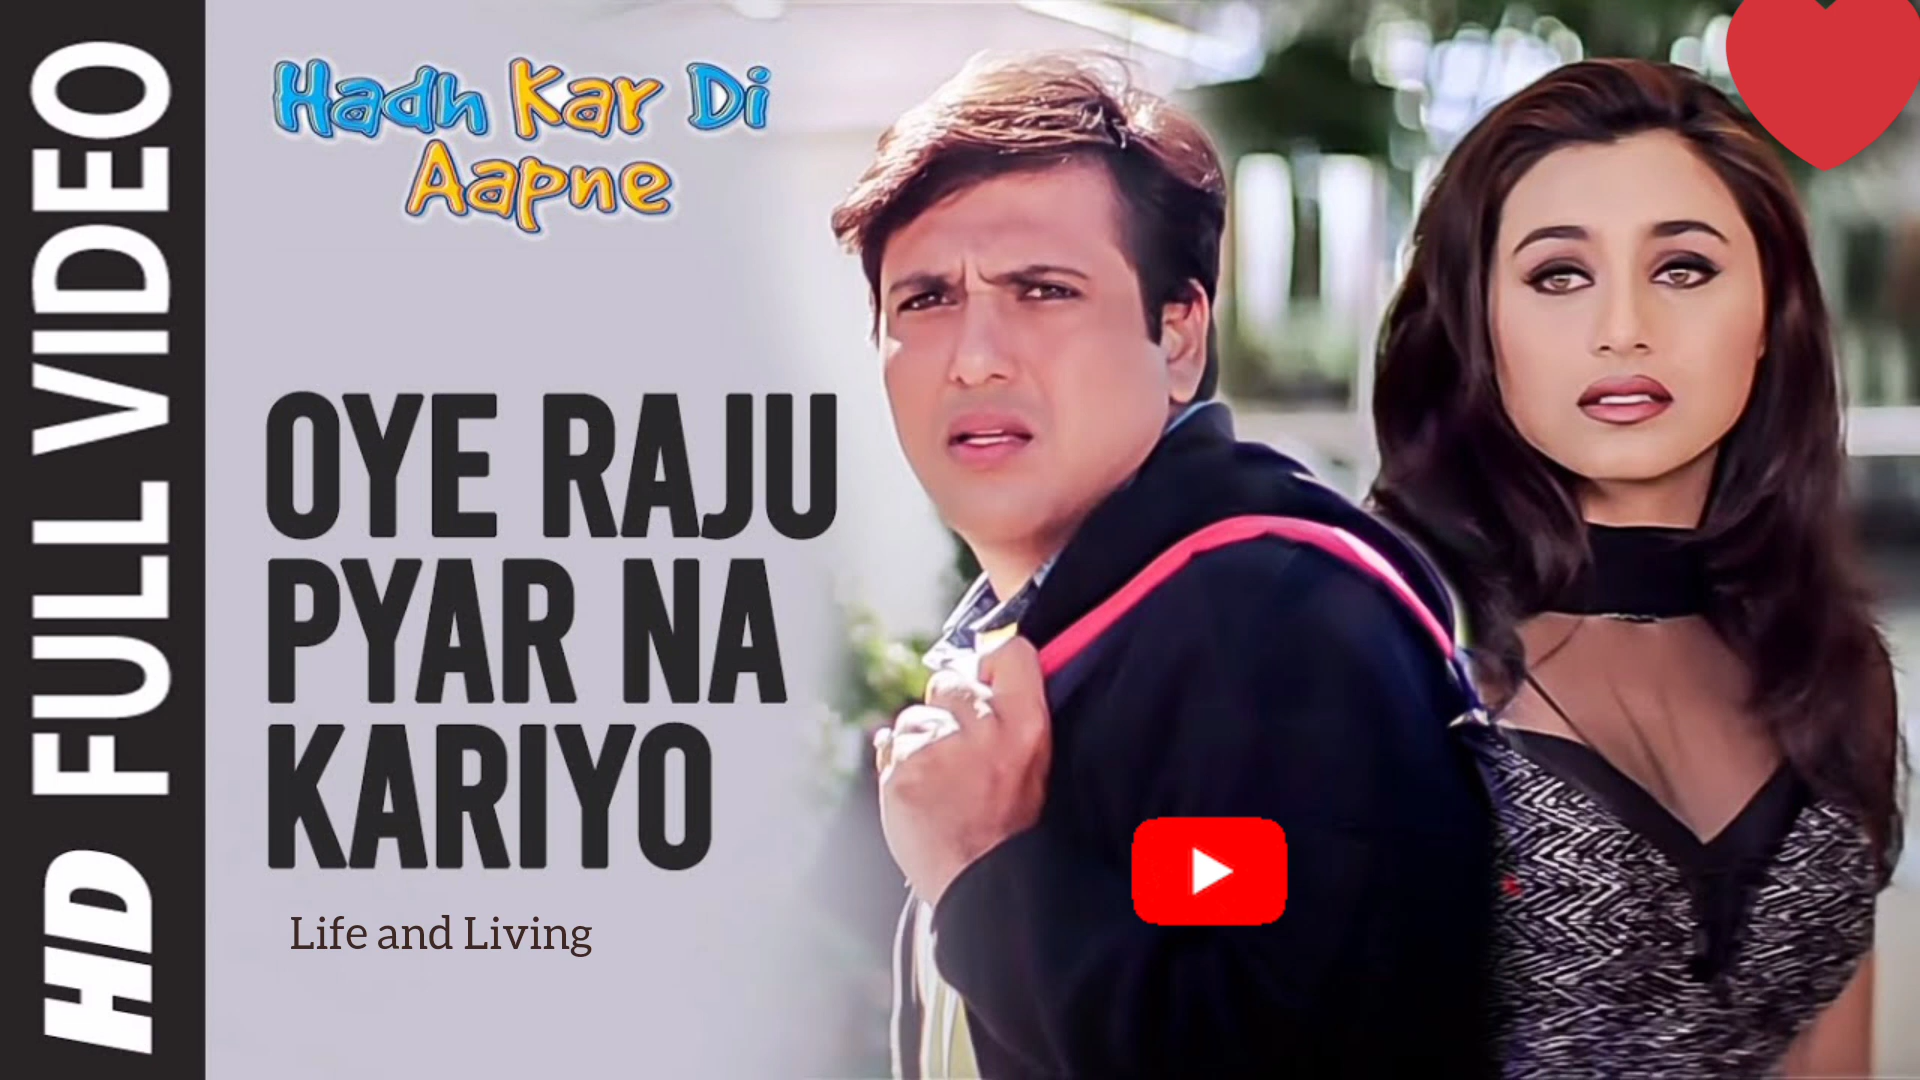 HD FULL VIDEO
Hadh Kar Di
Aapne
OYE RAJU
PYAR NA
KARIYO
Life and Living